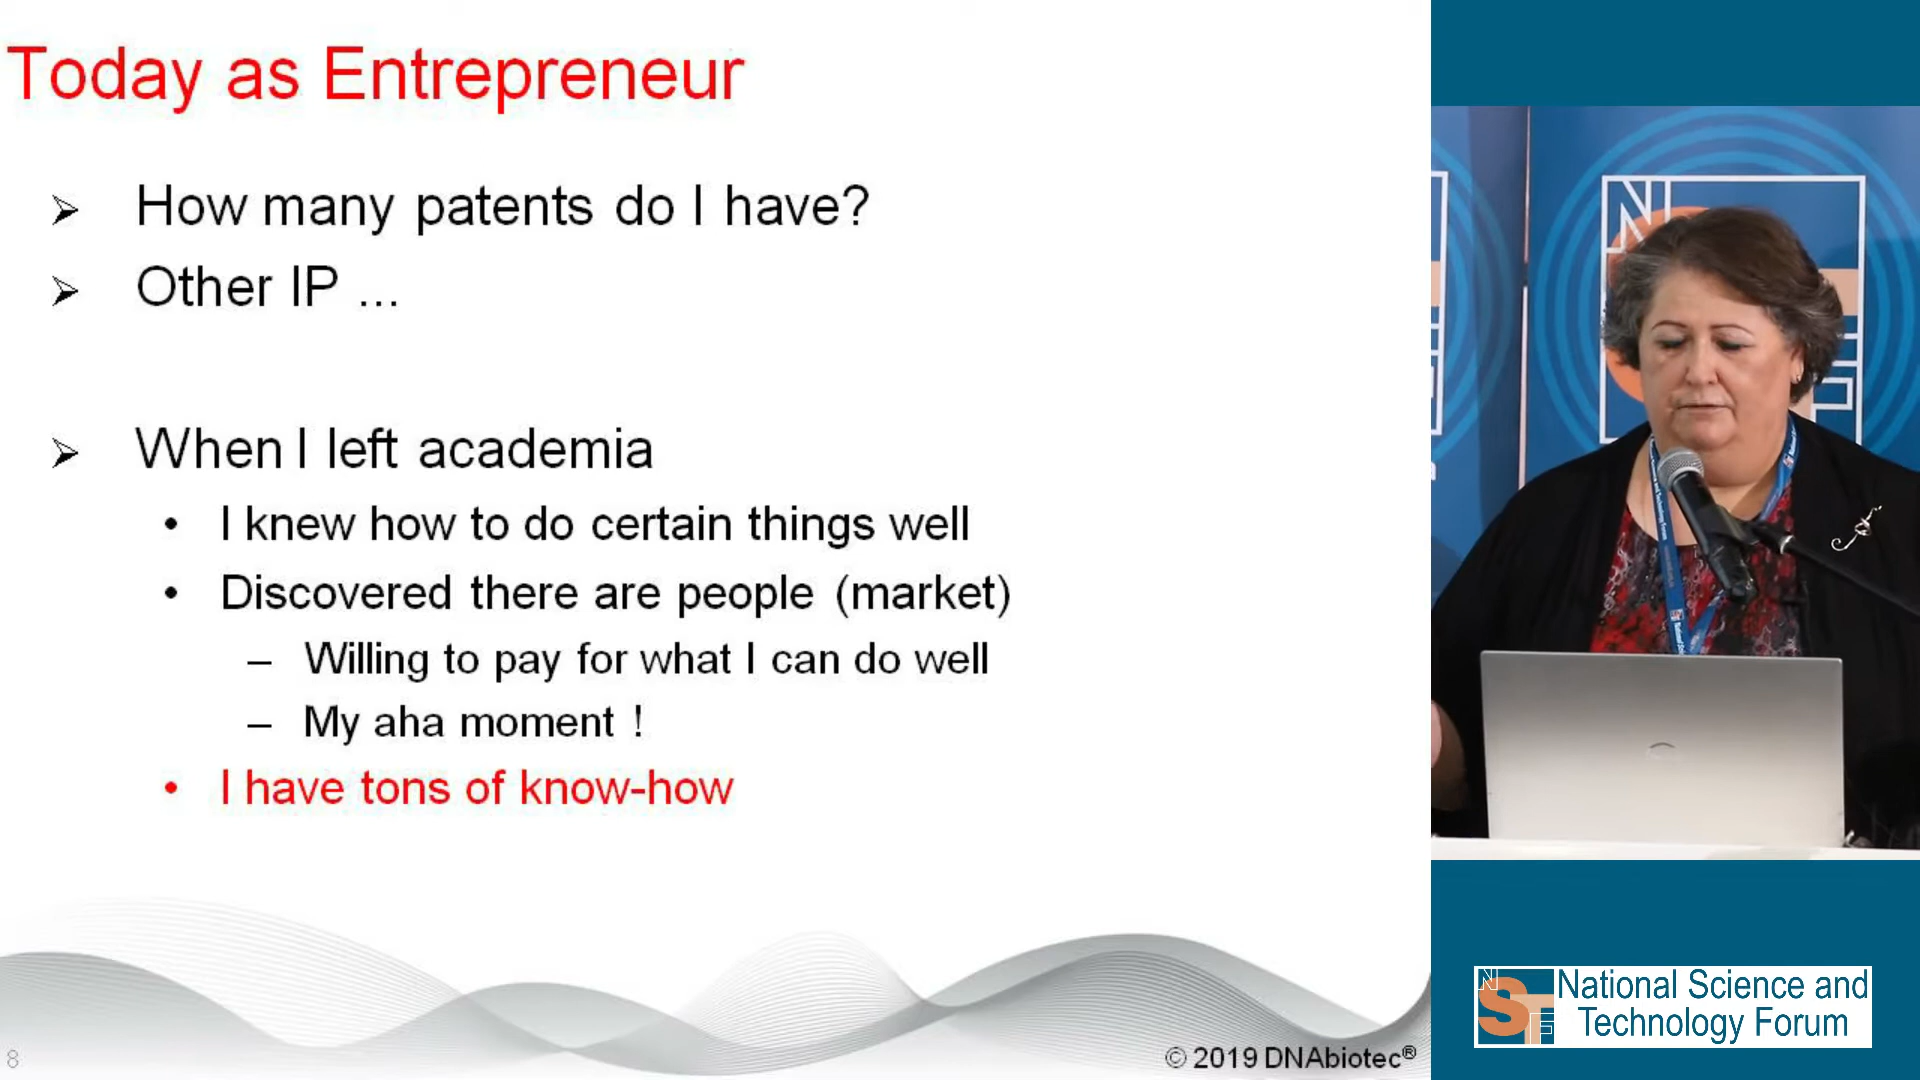 Today as Entrepreneur
➢ How many patents do I have?
➢ Other IP ...
➢ When I left academia
• I knew how to do certain things well
• Discovered there are people (market)
– Willing to pay for what I can do well
– My aha moment !
• I have tons of know-how
8
© 2019 DNAbiotec®
National Science and
Technology Forum